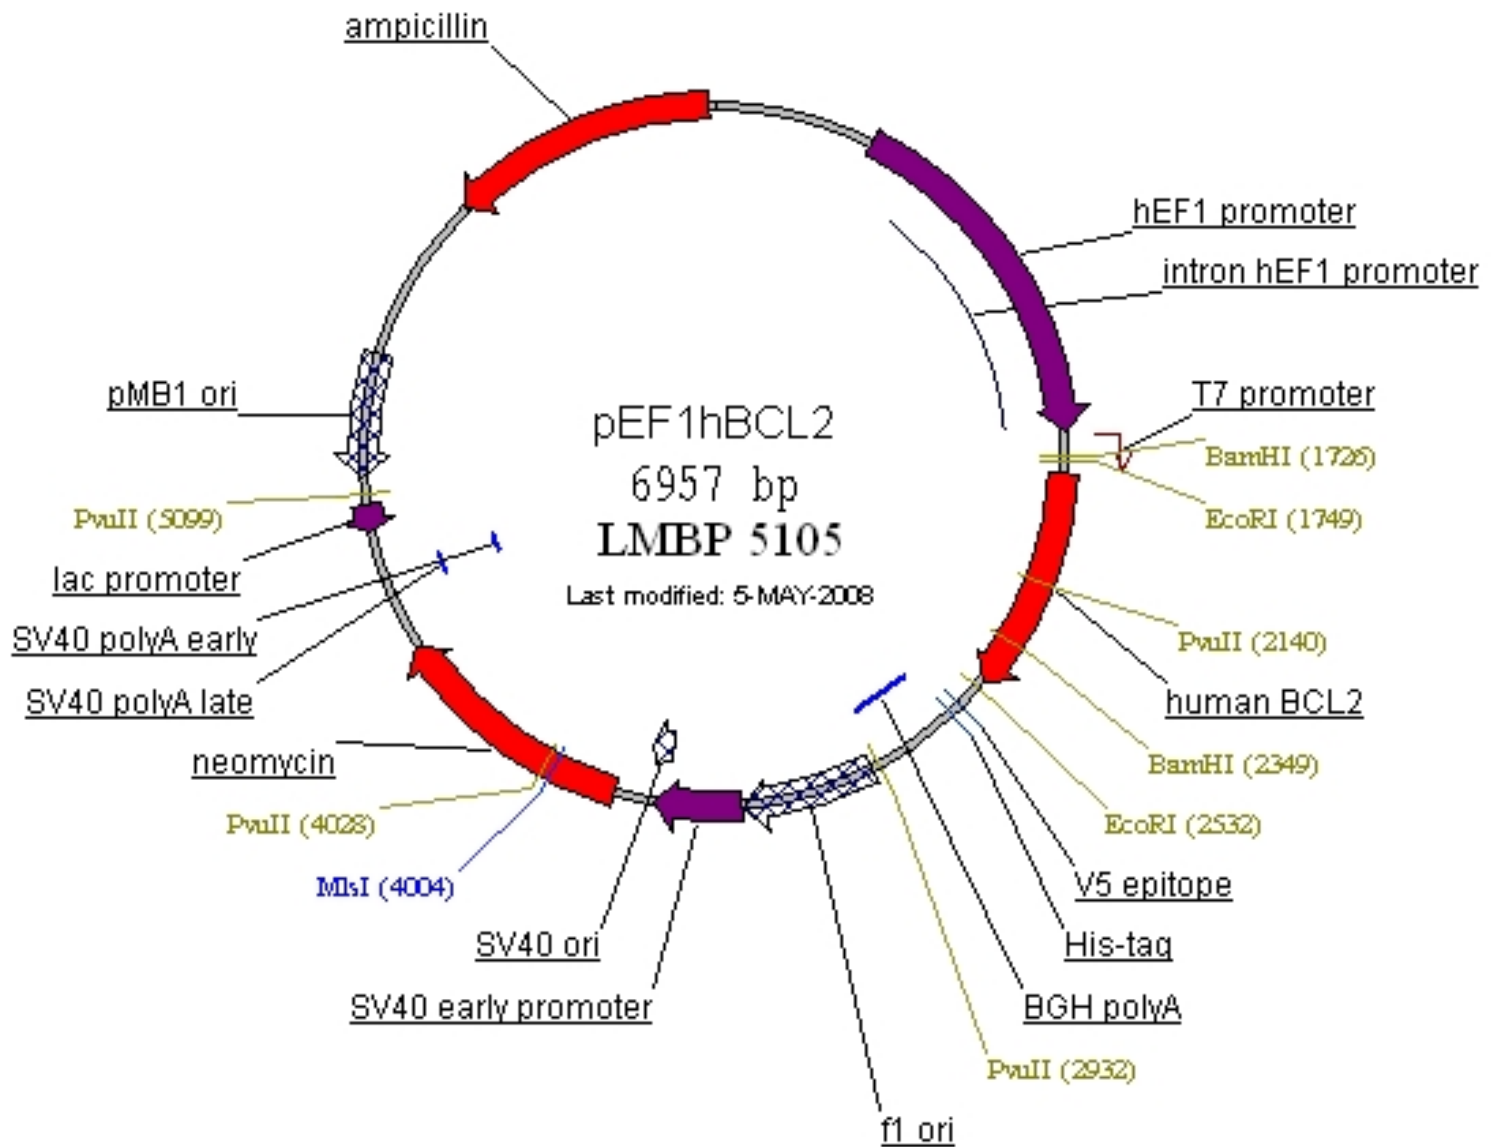 ampicillin
hEF1 promoter
intron hEF1 promoter
pMB1 ori
T7 promoter
pEF1hBCL2
BamHI (1726)
6957 bp
PvuII (5099)
EcoRI (1749)
LMBP 5105
lac promoter
Last modified: 5-MAY-2008
SV40 polyA early
PvuII (2140)
SV40 polyA late
human BCL2
neomycin
BamHI (2349)
PvuII (4028)
EcoRI (2532)
MlsI (4004)
V5 epitope
SV40 ori
His-tag
SV40 early promoter
BGH polyA
PvuII (2932)
f1 ori